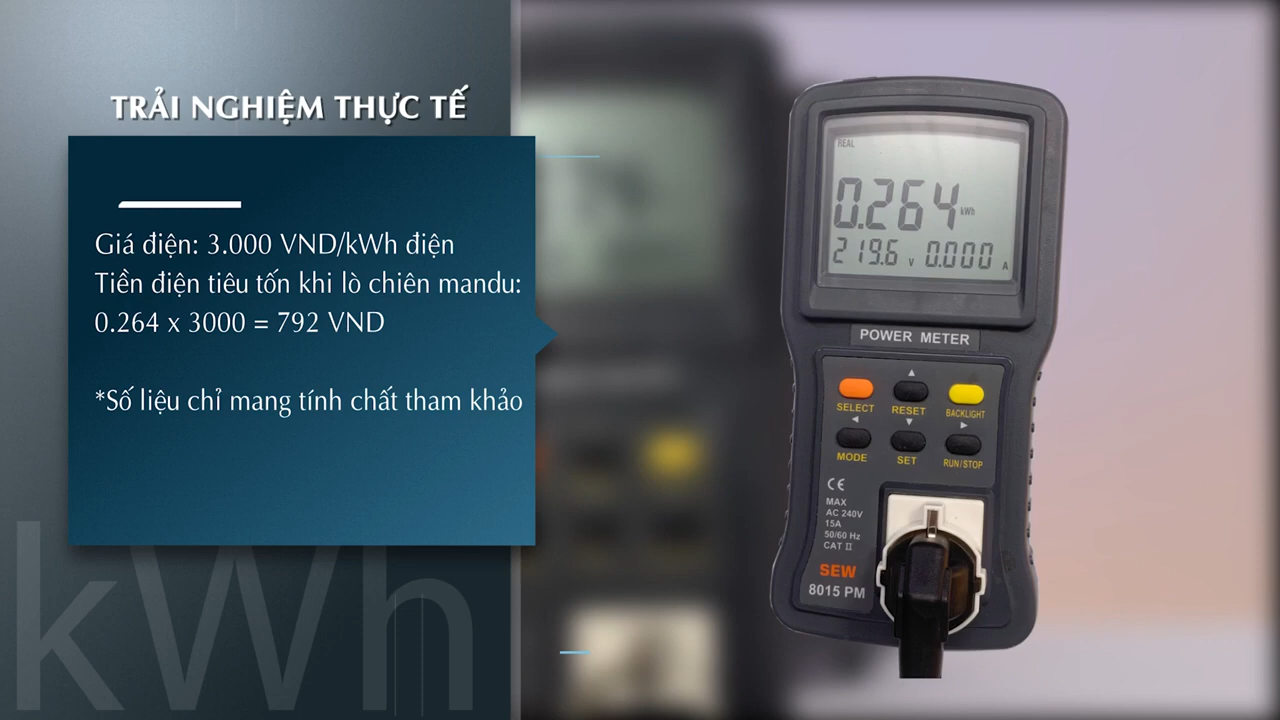 TRẢI NGHIỆM THỰC TẾ
Giá điện: 3.000 VND/kWh điện
Tiền điện tiêu tốn khi lò chiên mandu:
0.264 x 3000 = 792 VND
*Số liệu chỉ mang tính chất tham khảo
kWh
REAL
0.264 kWh
219.6 V 0.000 A
POWER METER
SELECT RESET BACKLIGHT
MODE SET RUN/STOP
CE
MAX
AC 240V
15A
50/60 Hz
CAT II
SEW
8015 PM